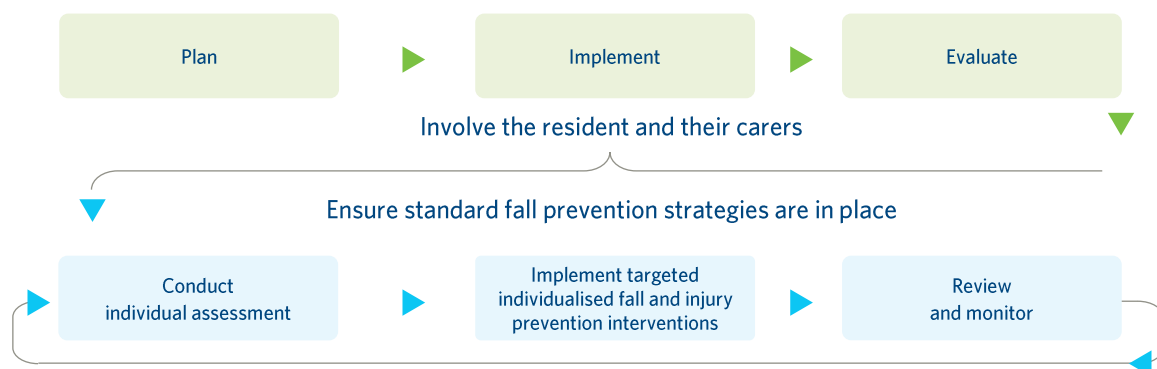 Plan
Implement
Evaluate
Involve the resident and their carers
Ensure standard fall prevention strategies are in place
Conduct
individual assessment
Implement targeted
individualised fall and injury
prevention interventions
Review
and monitor